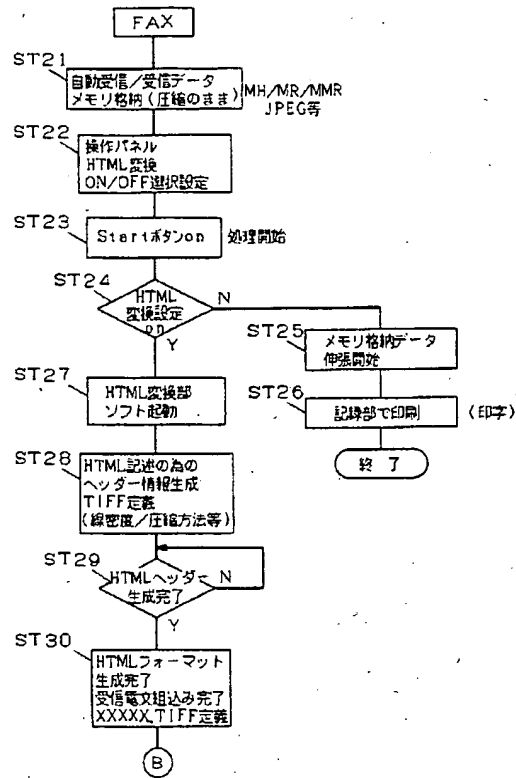 FAX
ST21
自動受信/受信データ
メモリ格納(圧縮のまま)
MH/MR/MMR
JPEG等
ST22
操作パネル
HTML変換
ON/OFF選択設定
ST23
Startボタンon
処理開始
ST24
HTML
変換設定
on
N
Y
ST25
メモリ格納データ
伸張開始
ST26
記録部で印刷
(印字)
終了
ST27
HTML変換部
ソフト起動
ST28
HTML記述の為の
ヘッダー情報生成
TIFF定義
(線密度/圧縮方法等)
ST29
HTMLヘッダー
生成完了
N
Y
ST30
HTMLフォーマット
生成完了
受信電文組込み完了
XXXXX.TIFF定義
B